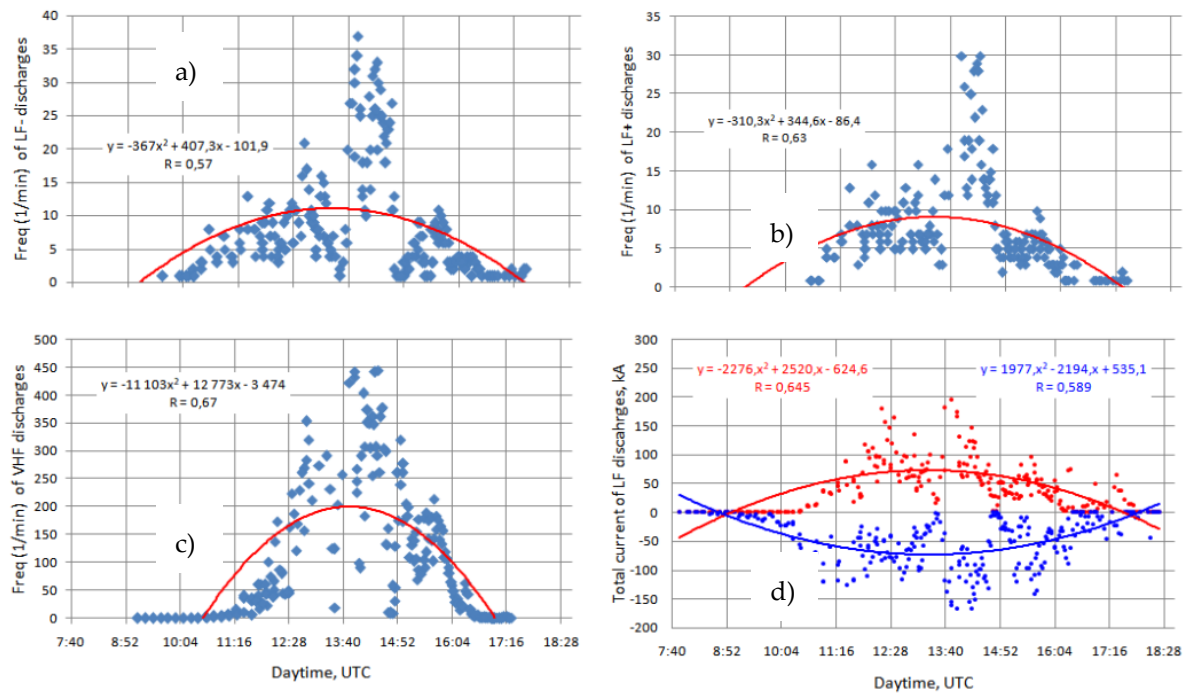 40
35
30
25
20
15
10
5
0
Freq (1/min) of LF- discharges
a)
y = -367x² + 407,3x - 101,9
R = 0,57
35
30
25
20
15
10
5
0
Freq (1/min) of LF+ discharges
y = -310,3x² + 344,6x - 86,4
R = 0,63
b)
500
450
400
350
300
250
200
150
100
50
0
Freq (1/min) of VHF discharges
y = -11 103x² + 12 773x - 3 474
R = 0,67
c)
7:40 8:52 10:04 11:16 12:28 13:40 14:52 16:04 17:16 18:28
Daytime, UTC
300
250
200
150
100
50
0
-50
-100
-150
-200
Total current of LF discahrges, kA
y = -2276,x² + 2520,x - 624,6
R = 0,645
y = 1977,x² - 2194,x + 535,1
R = 0,589
d)
7:40 8:52 10:04 11:16 12:28 13:40 14:52 16:04 17:16 18:28
Daytime, UTC